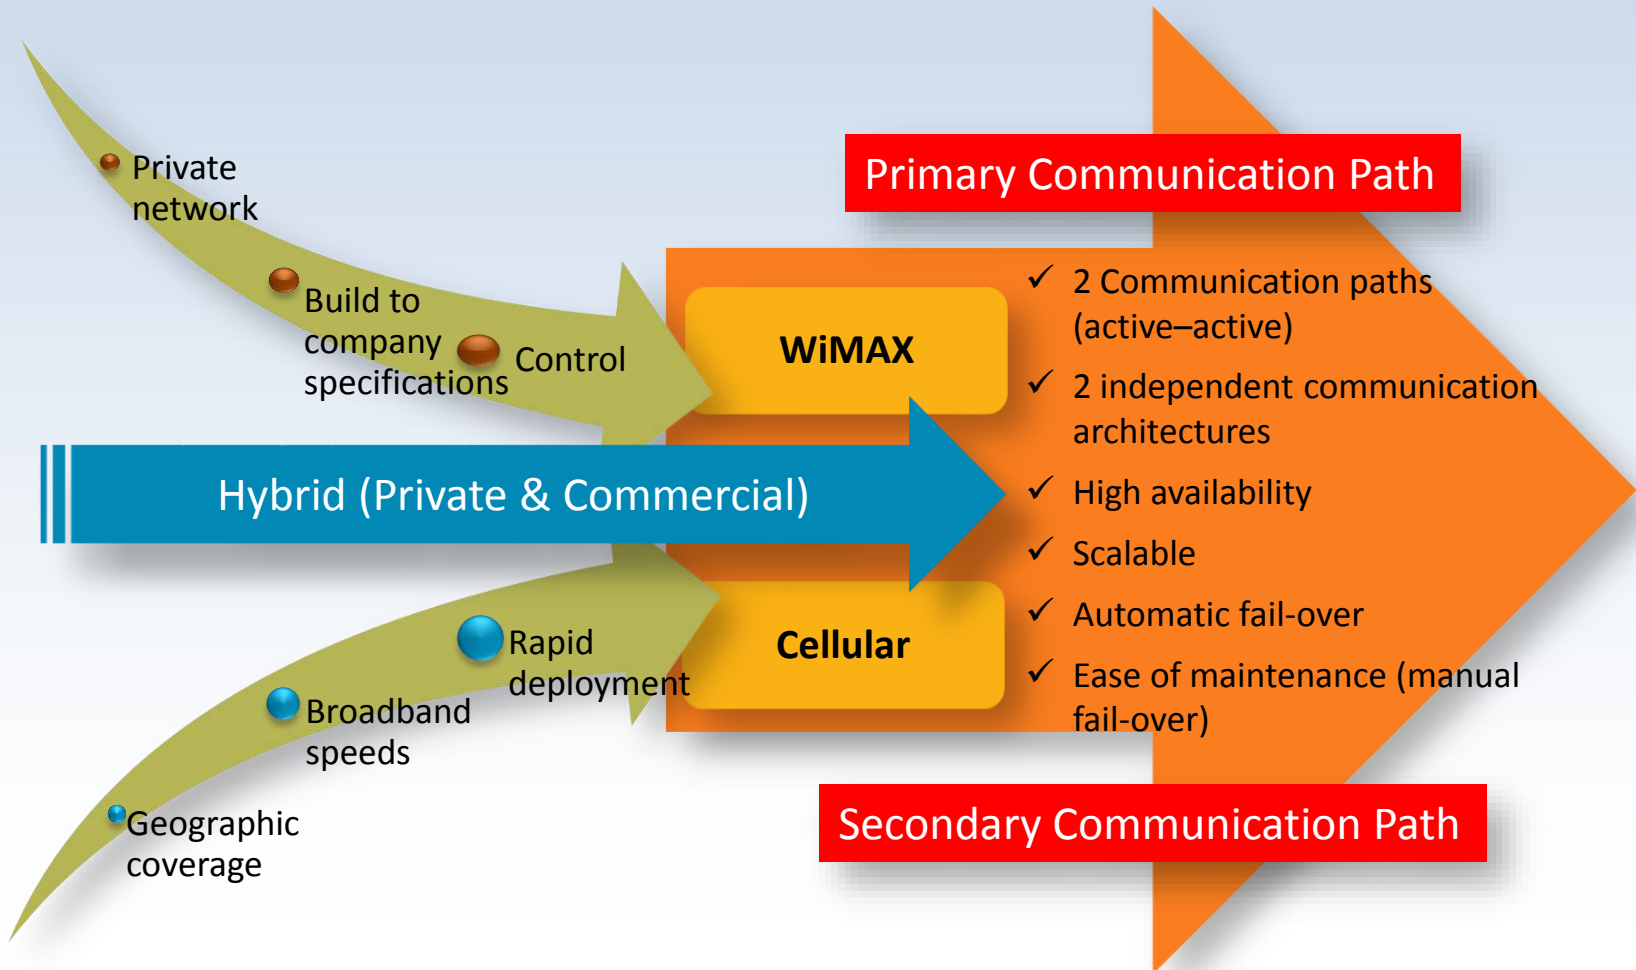 Private
network
Build to
company
specifications
Control
Primary Communication Path
WiMAX
Hybrid (Private & Commercial)
Cellular
Rapid
deployment
Broadband
speeds
Geographic
coverage
✓ 2 Communication paths
(active–active)
✓ 2 independent communication
architectures
✓ High availability
✓ Scalable
✓ Automatic fail-over
✓ Ease of maintenance (manual
fail-over)
Secondary Communication Path